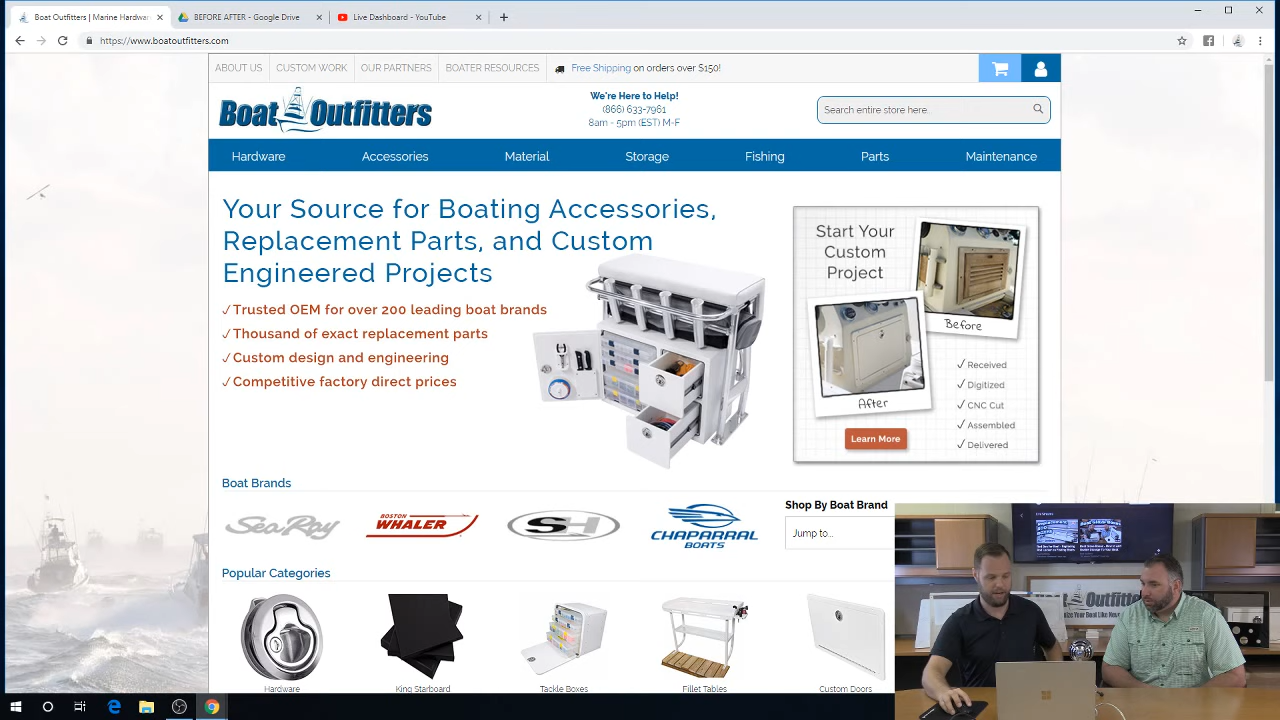 Boat Outfitters | Marine Hardwar
BEFORE AFTER - Google Drive
Live Dashboard - YouTube
https://www.boatoutfitters.com
ABOUT US
CUSTOM WORK
OUR PARTNERS
BOATER RESOURCES
Free Shipping on orders over $150!
Boat Outfitters
We're Here to Help!
(866) 633-7961
8am - 5pm (EST) M-F
Search entire store here..
Hardware
Accessories
Material
Storage
Fishing
Parts
Maintenance
Your Source for Boating Accessories,
Replacement Parts, and Custom
Engineered Projects
✓Trusted OEM for over 200 leading boat brands
✓Thousand of exact replacement parts
✓Custom design and engineering
✓Competitive factory direct prices
Start Your
Custom
Project
Before
After
✓ Received
✓ Digitized
✓ CNC Cut
✓ Assembled
✓ Delivered
Learn More
Boat Brands
Sea Ray
BOSTON
WHALER
SH
CHAPARRAL
BOATS
Shop By Boat Brand
Jump to...
Popular Categories
Hardware
King Starboard
Tackle Boxes
Fillet Tables
Custom Doors
Outfitters